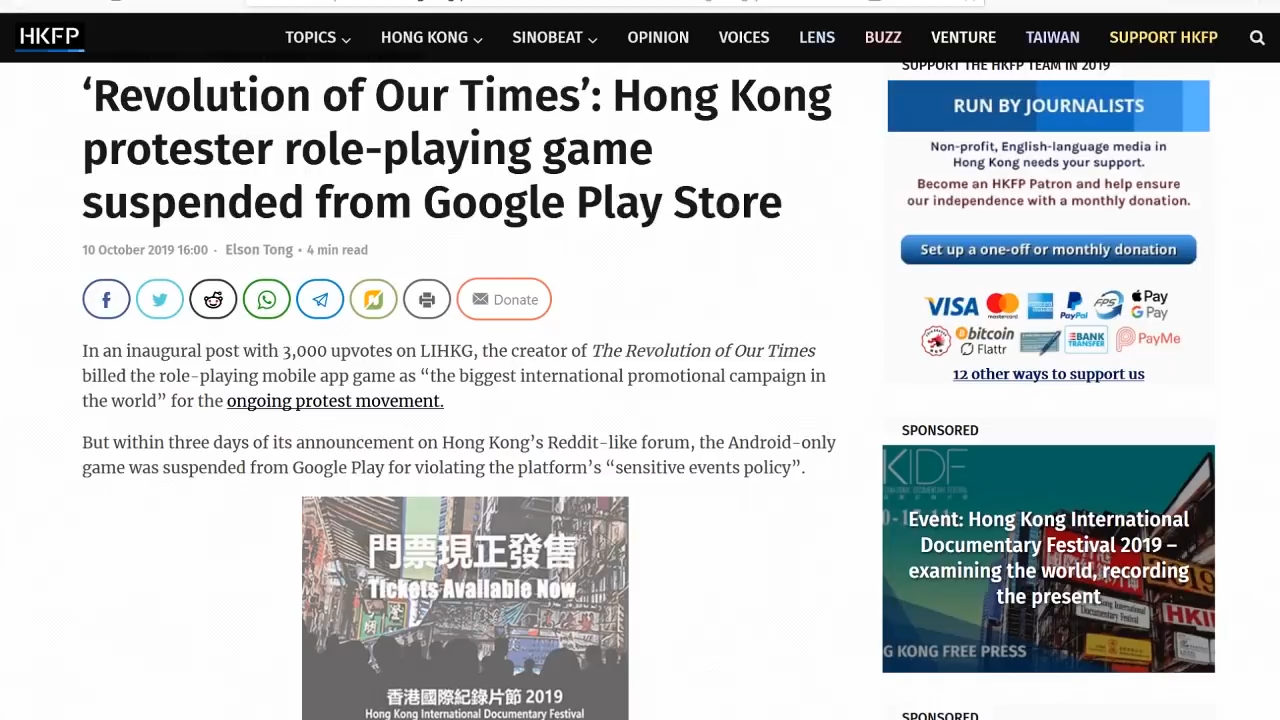 HKFP
TOPICS HONG KONG SINOBEAT OPINION VOICES LENS BUZZ VENTURE TAIWAN SUPPORT HKFP
‘Revolution of Our Times’: Hong Kong
protester role-playing game
suspended from Google Play Store
10 October 2019 16:00 · Elson Tong • 4 min read
Donate
In an inaugural post with 3,000 upvotes on LIHKG, the creator of The Revolution of Our Times
billed the role-playing mobile app game as “the biggest international promotional campaign in
the world” for the ongoing protest movement.
But within three days of its announcement on Hong Kong’s Reddit-like forum, the Android-only
game was suspended from Google Play for violating the platform’s “sensitive events policy”.
門票現正發售
Tickets Available Now
香港國際紀錄片節 2019
Hong Kong International Documentary Festival
SUPPORT THE HKFP TEAM IN 2019
RUN BY JOURNALISTS
Non-profit, English-language media in
Hong Kong needs your support.
Become an HKFP Patron and help ensure
our independence with a monthly donation.
Set up a one-off or monthly donation
VISA mastercard PayPal FPS Apple Pay
G Pay
bitcoin
Flattr
BANK
TRANSFER
PayMe
12 other ways to support us
SPONSORED
KIDF
Event: Hong Kong International
Documentary Festival 2019 –
examining the world, recording
the present
G KONG FREE PRESS
SPONSORED